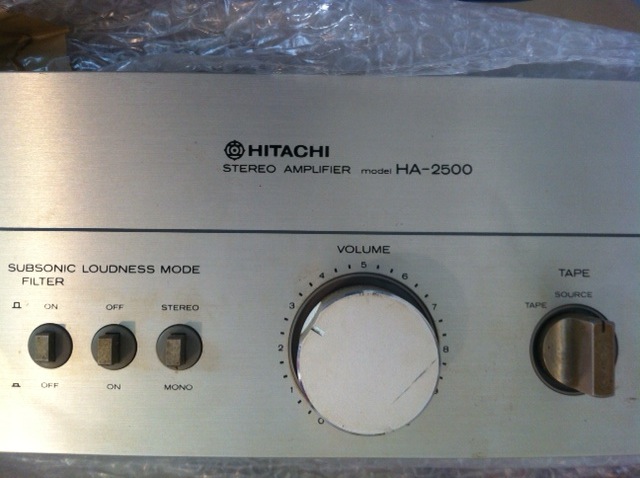 HITACHI
STEREO AMPLIFIER model HA-2500
SUBSONIC LOUDNESS MODE
FILTER
ON OFF STEREO
OFF ON MONO
VOLUME
0 1 2 3 4 5 6 7 8
TAPE
SOURCE
TAPE